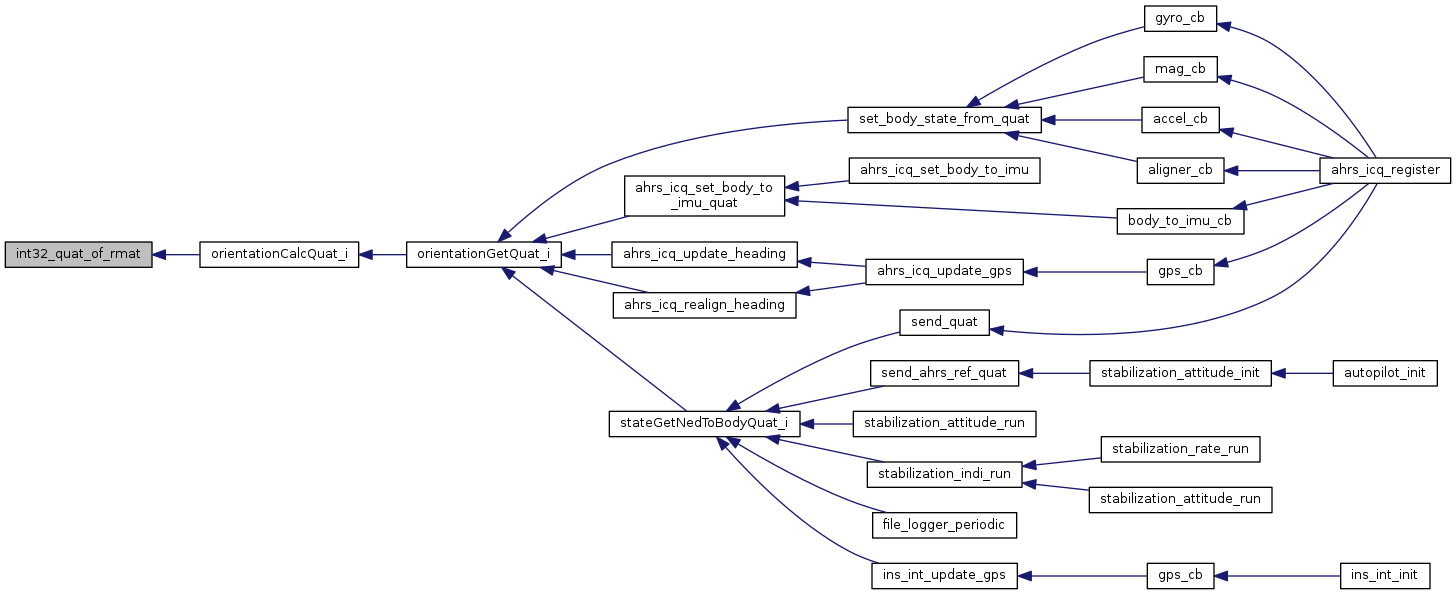 gyro_cb
mag_cb
set_body_state_from_quat
accel_cb
ahrs_icq_set_body_to_imu
aligner_cb
ahrs_icq_register
ahrs_icq_set_body_to
_imu_quat
body_to_imu_cb
int32_quat_of_rmat
orientationCalcQuat_i
orientationGetQuat_i
ahrs_icq_update_heading
ahrs_icq_update_gps
gps_cb
ahrs_icq_realign_heading
send_quat
send_ahrs_ref_quat
stabilization_attitude_init
autopilot_init
stateGetNedToBodyQuat_i
stabilization_attitude_run
stabilization_indi_run
stabilization_rate_run
stabilization_attitude_run
file_logger_periodic
ins_int_update_gps
gps_cb
ins_int_init